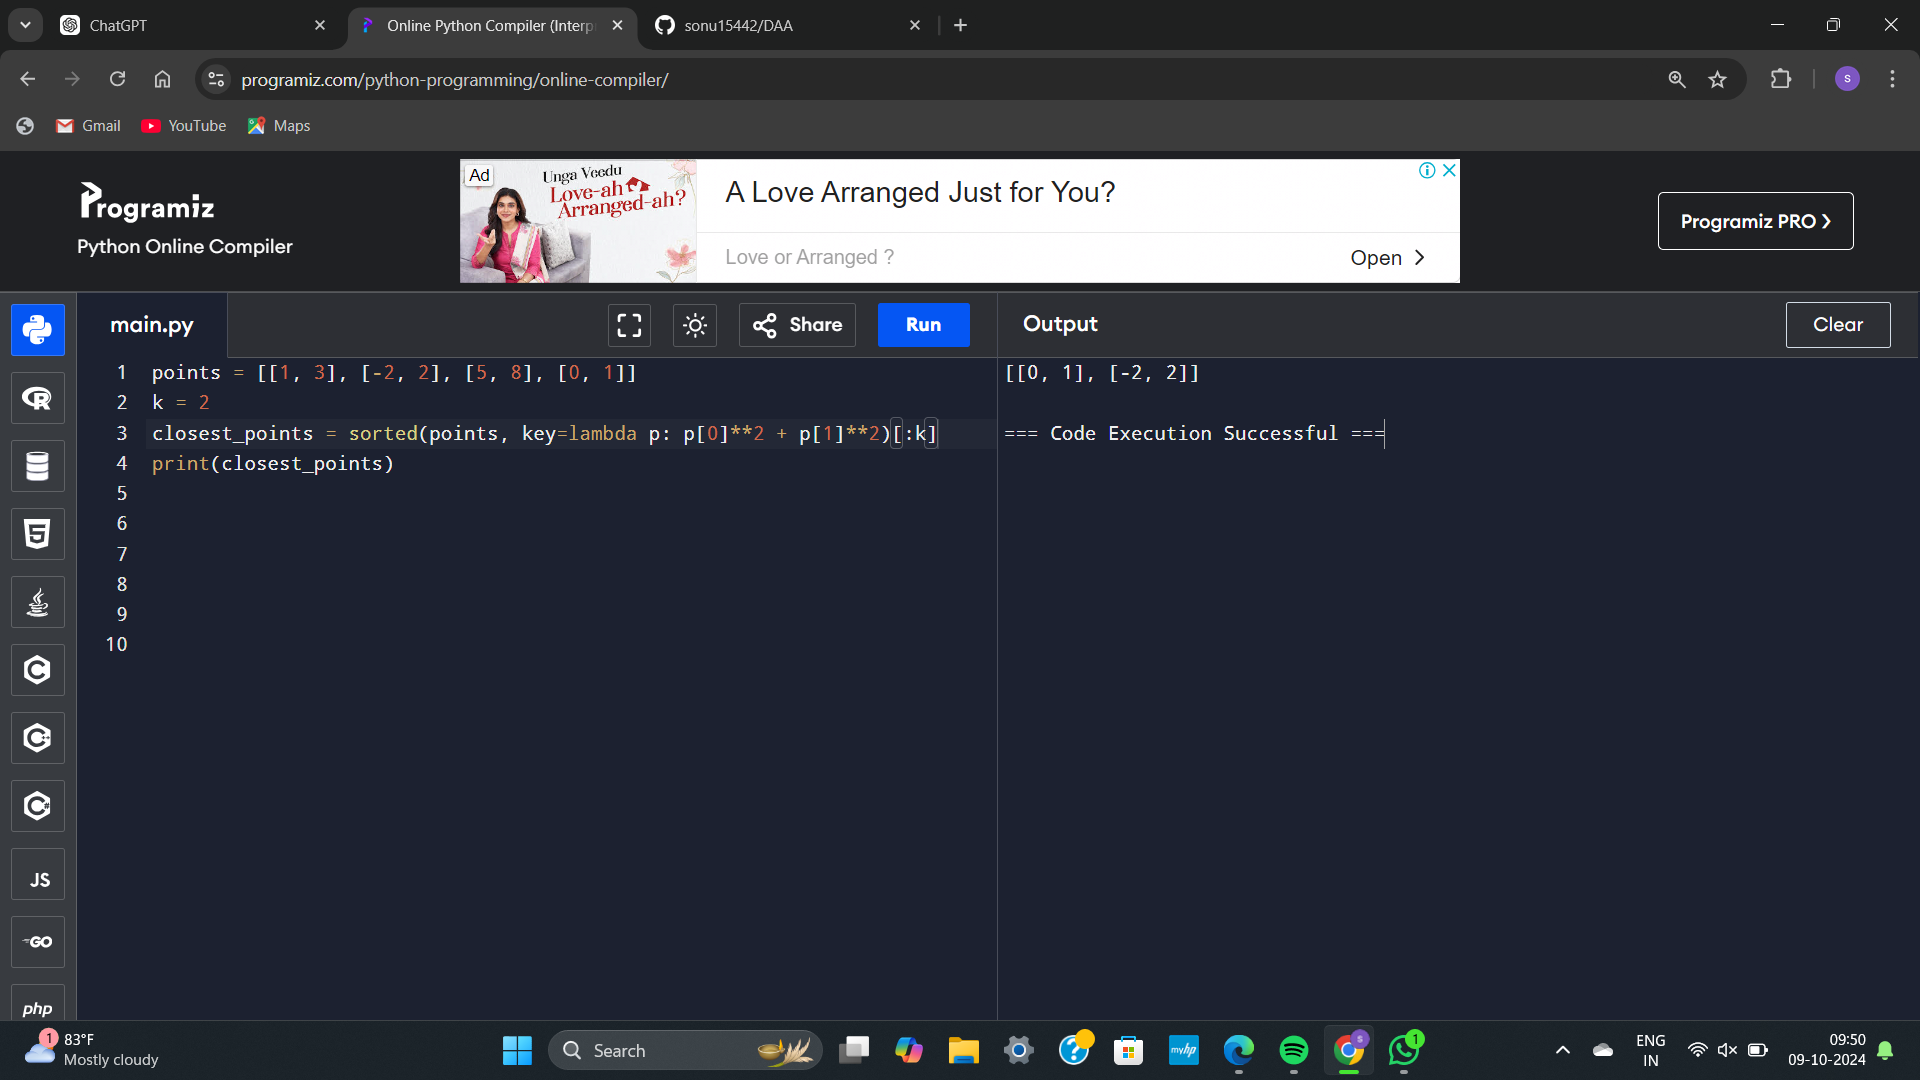 ChatGPT
Online Python Compiler (Interp
sonu15442/DAA
programiz.com/python-programming/online-compiler/
S
Gmail
YouTube
Maps
Programiz
Python Online Compiler
Ad
Unga Veedu
Love-ah
Arranged-ah?
A Love Arranged Just for You?
Love or Arranged ?
Open
Programiz PRO
main.py
Share
Run
Output
Clear
1 points = [[1, 3], [-2, 2], [5, 8], [0, 1]]
2 k = 2
3 closest_points = sorted(points, key=lambda p: p[0]**2 + p[1]**2)[:k]
4 print(closest_points)
5
6
7
8
9
10
[[0, 1], [-2, 2]]
=== Code Execution Successful ===
R
5
C
C++
C#
JS
GO
php
1
83°F
Mostly cloudy
Search
myhp
S
1
ENG
IN
09:50
09-10-2024